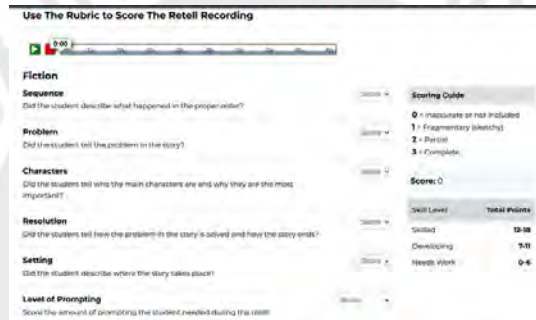 Use The Rubric to Score The Retell Recording
0:00
Fiction
Sequence
Did the student describe what happened in the proper order?
Score
Problem
Did the student tell the problem in the story?
Score
Characters
Did the student tell who the main characters are and why they are the most
important?
Score
Resolution
Did the student tell how the problem in the story is solved and how the story ends?
Score
Setting
Did the student describe where the story takes place?
Score
Level of Prompting
Score the amount of prompting the student needed during the retell
Score
Scoring Guide
0 = Inaccurate or not included
1 = Fragmentary (sketchy)
2 = Partial
3 = Complete
Score: 0
Skill Level Total Points
Skilled 12-18
Developing 7-11
Needs Work 0-6